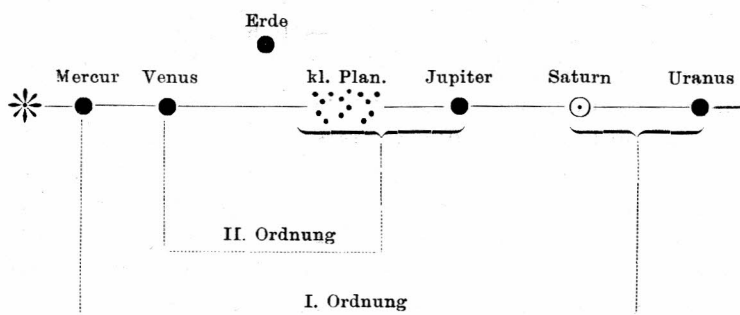 Erde
Mercur Venus kl. Plan. Jupiter Saturn Uranus
II. Ordnung
I. Ordnung